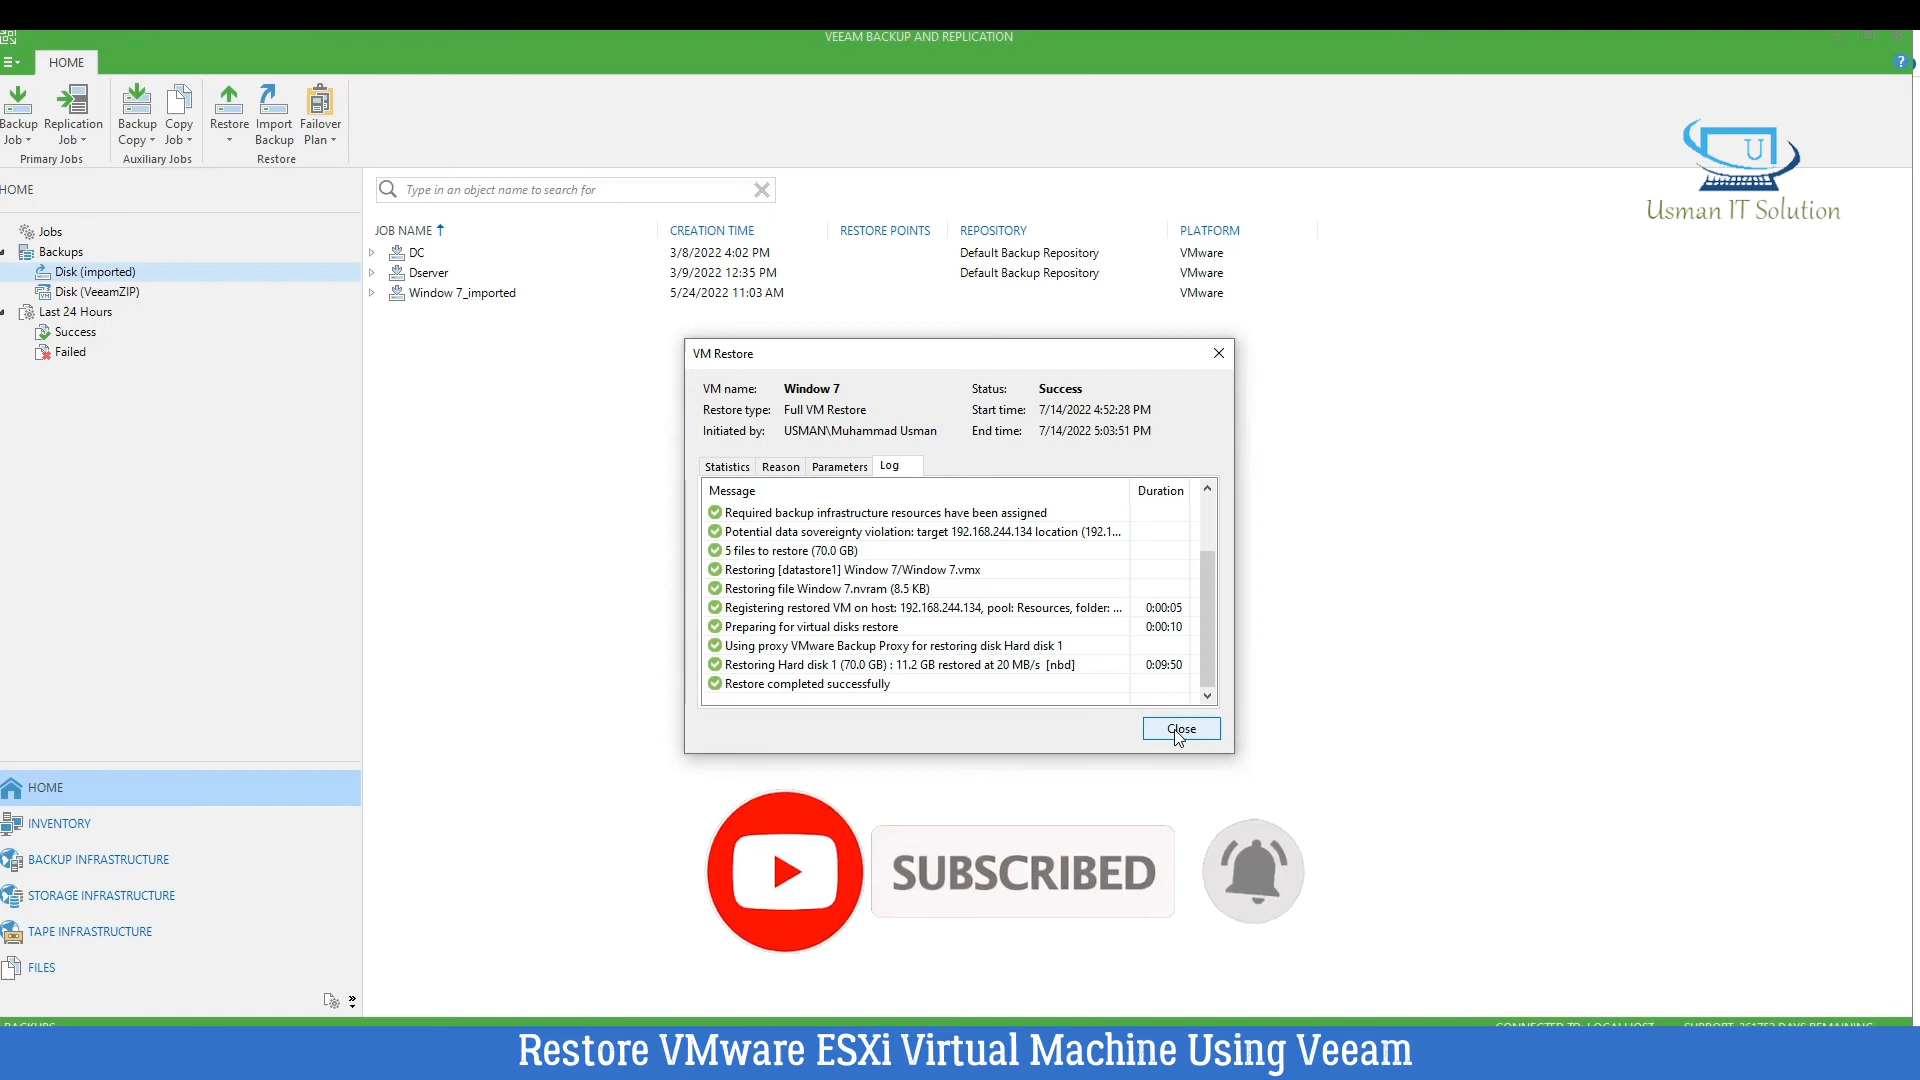 VEEAM BACKUP AND REPLICATION
HOME
Backup Job
Replication Job
Primary Jobs
Backup Copy
Copy Job
Auxiliary Jobs
Restore
Import Backup
Failover Plan
Restore
?
U
Usman IT Solution
HOME
Type in an object name to search for
Jobs
Backups
Disk (imported)
Disk (VeeamZIP)
Last 24 Hours
Success
Failed
JOB NAME CREATION TIME RESTORE POINTS REPOSITORY PLATFORM
DC 3/8/2022 4:02 PM Default Backup Repository VMware
Dserver 3/9/2022 12:35 PM Default Backup Repository VMware
Window 7_imported 5/24/2022 11:03 AM VMware
VM Restore
VM name: Window 7 Status: Success
Restore type: Full VM Restore Start time: 7/14/2022 4:52:28 PM
Initiated by: USMAN\Muhammad Usman End time: 7/14/2022 5:03:51 PM
Statistics Reason Parameters Log
Message Duration
Required backup infrastructure resources have been assigned
Potential data sovereignty violation: target 192.168.244.134 location (192.1...
5 files to restore (70.0 GB)
Restoring [datastore1] Window 7/Window 7.vmx
Restoring file Window 7.nvram (8.5 KB)
Registering restored VM on host: 192.168.244.134, pool: Resources, folder: ... 0:00:05
Preparing for virtual disks restore 0:00:10
Using proxy VMware Backup Proxy for restoring disk Hard disk 1
Restoring Hard disk 1 (70.0 GB) : 11.2 GB restored at 20 MB/s [nbd] 0:09:50
Restore completed successfully
Close
HOME
INVENTORY
BACKUP INFRASTRUCTURE
STORAGE INFRASTRUCTURE
TAPE INFRASTRUCTURE
FILES
SUBSCRIBED
Restore VMware ESXi Virtual Machine Using Veeam